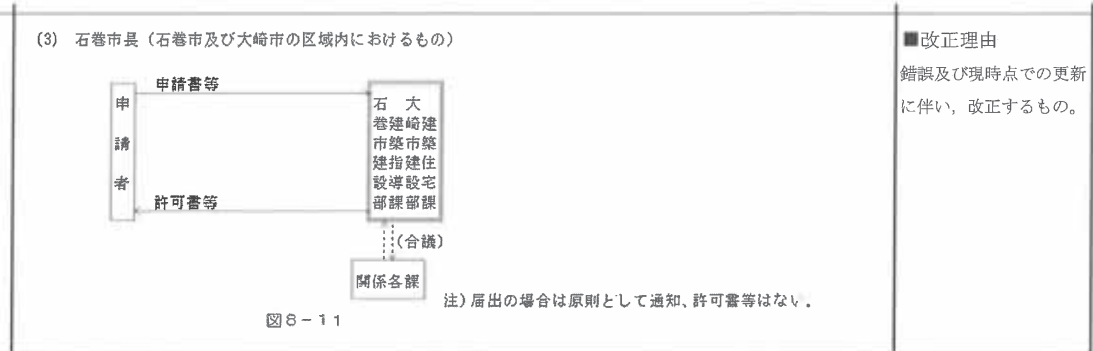 (3) 石巻市長（石巻市及び大崎市の区域内におけるもの）
申請書等
申請者
石巻市建設部
建築指導課
大崎市建設部
建築住宅課
許可書等
(合議)
関係各課
注）届出の場合は原則として通知、許可書等はない．
図８－１１
■改正理由
錯誤及び現時点での更新
に伴い，改正するもの。